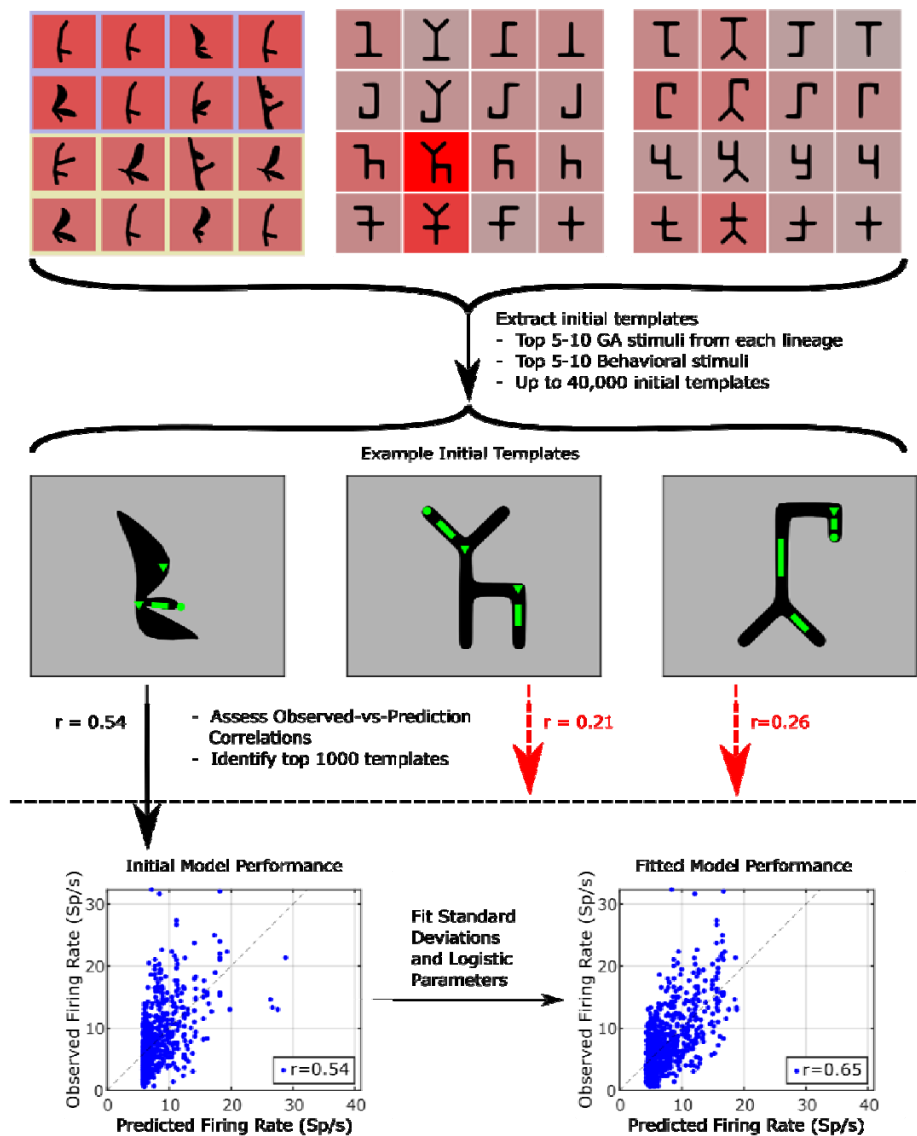 Extract initial templates
- Top 5-10 GA stimuli from each lineage
- Top 5-10 Behavioral stimuli
- Up to 40,000 initial templates
Example Initial Templates
r = 0.54
- Assess Observed-vs-Prediction
Correlations
- Identify top 1000 templates
r = 0.21
r=0.26
Initial Model Performance
Observed Firing Rate (Sp/s)
30
20
10
0
r=0.54
0 10 20 30 40
Predicted Firing Rate (Sp/s)
Fit Standard
Deviations
and Logistic
Parameters
Fitted Model Performance
Observed Firing Rate (Sp/s)
30
20
10
0
r=0.65
0 10 20 30 40
Predicted Firing Rate (Sp/s)